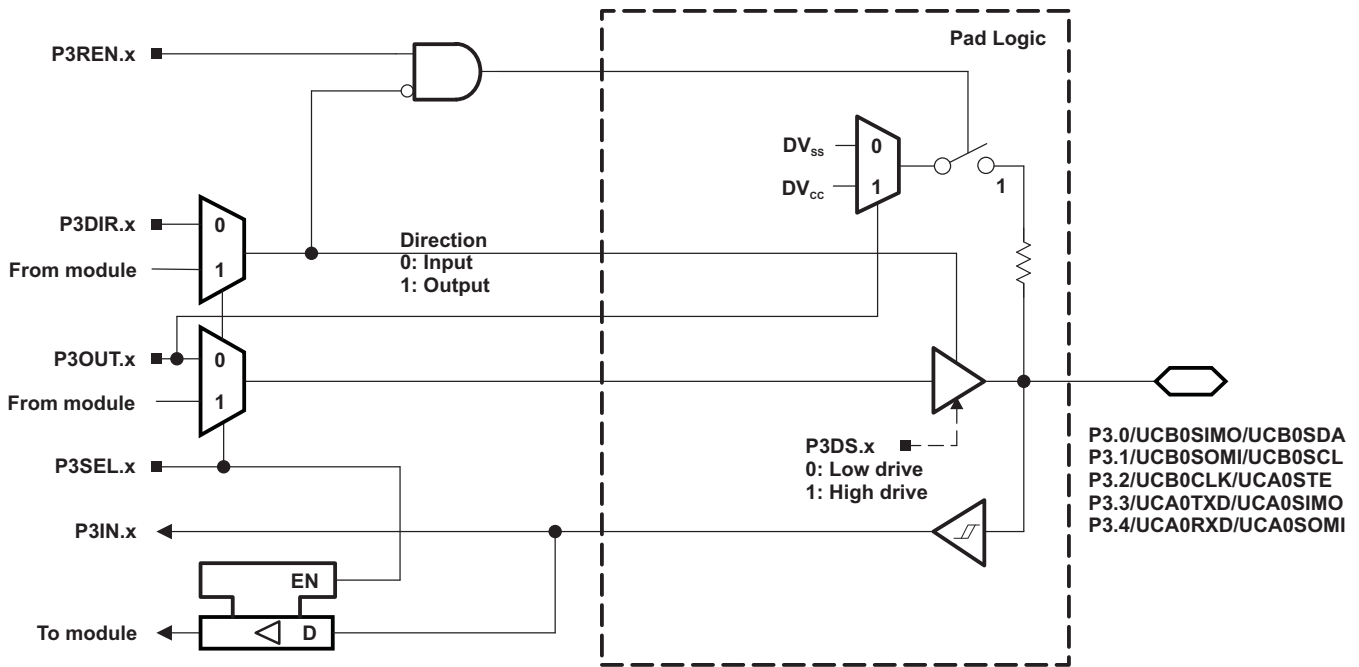 Pad Logic
P3REN.x
DVSS
0
DVCC
1
1
P3DIR.x
0
From module
1
Direction
0: Input
1: Output
P3OUT.x
0
From module
1
P3SEL.x
P3DS.x
0: Low drive
1: High drive
P3.0/UCB0SIMO/UCB0SDA
P3.1/UCB0SOMI/UCB0SCL
P3.2/UCB0CLK/UCA0STE
P3.3/UCA0TXD/UCA0SIMO
P3.4/UCA0RXD/UCA0SOMI
P3IN.x
EN
To module
D